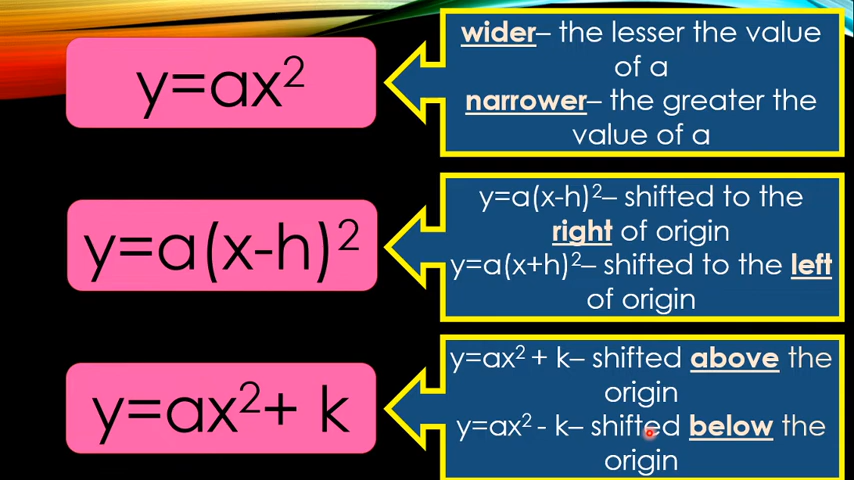 y=ax²
wider– the lesser the value
of a
narrower– the greater the
value of a
y=a(x-h)²
y=a(x-h)²– shifted to the
right of origin
y=a(x+h)²– shifted to the left
of origin
y=ax²+ k
y=ax² + k– shifted above the
origin
y=ax² - k– shifted below the
origin